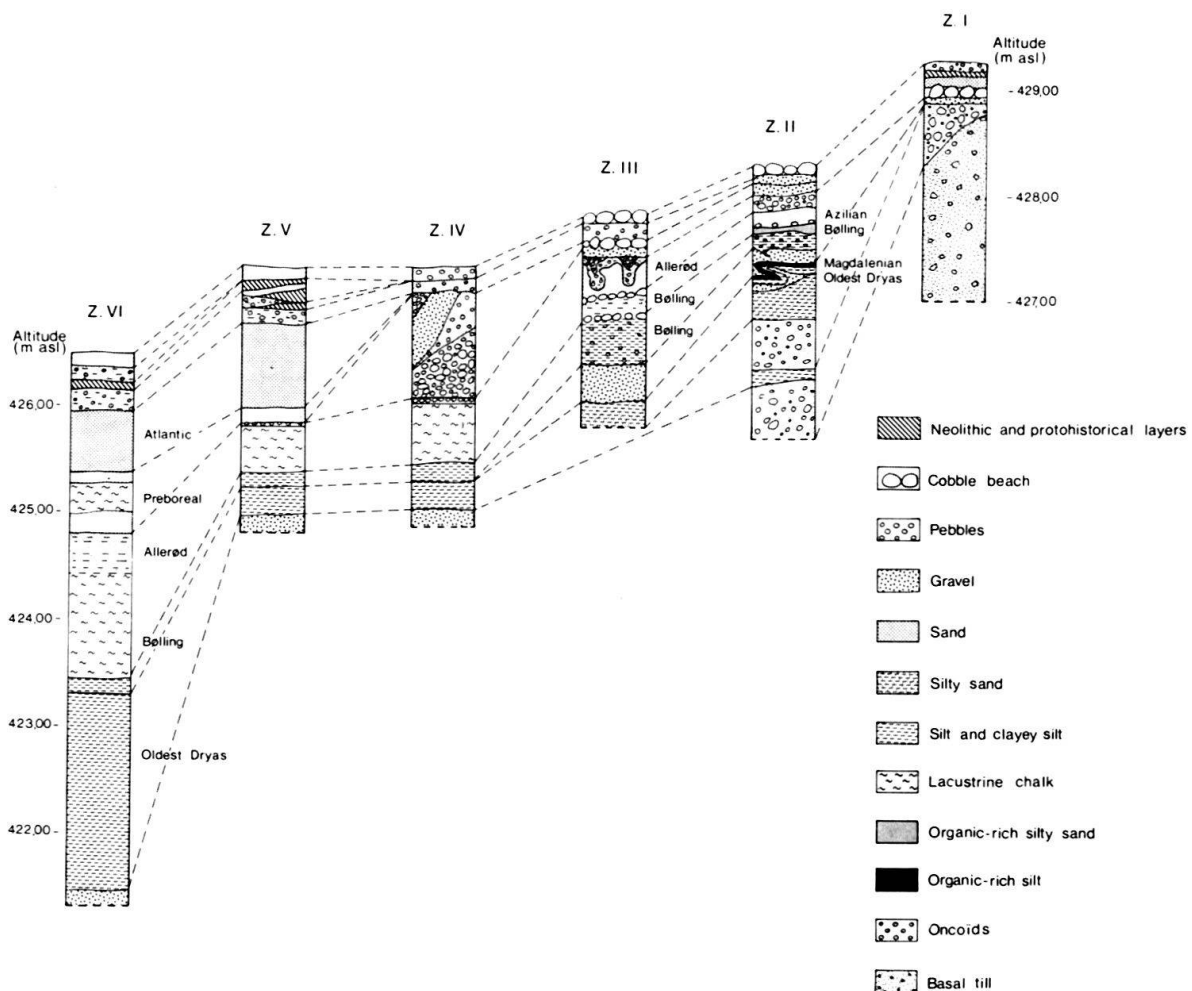 Z. I
Altitude
(m asl)
- 429,00
Z. II
- 428,00
Z. III
Azilian
Bølling
Z. V
Z. IV
Allerød
Magdalenian
Oldest Dryas
Bølling
- 427,00
Z. VI
Bølling
Altitude
(m asl)
426,00 -
Atlantic
Preboreal
425,00 -
Allerød
424,00 -
Bølling
423,00 -
Oldest Dryas
422,00 -
Neolithic and protohistorical layers
Cobble beach
Pebbles
Gravel
Sand
Silty sand
Silt and clayey silt
Lacustrine chalk
Organic-rich silty sand
Organic-rich silt
Oncoïds
Basal till